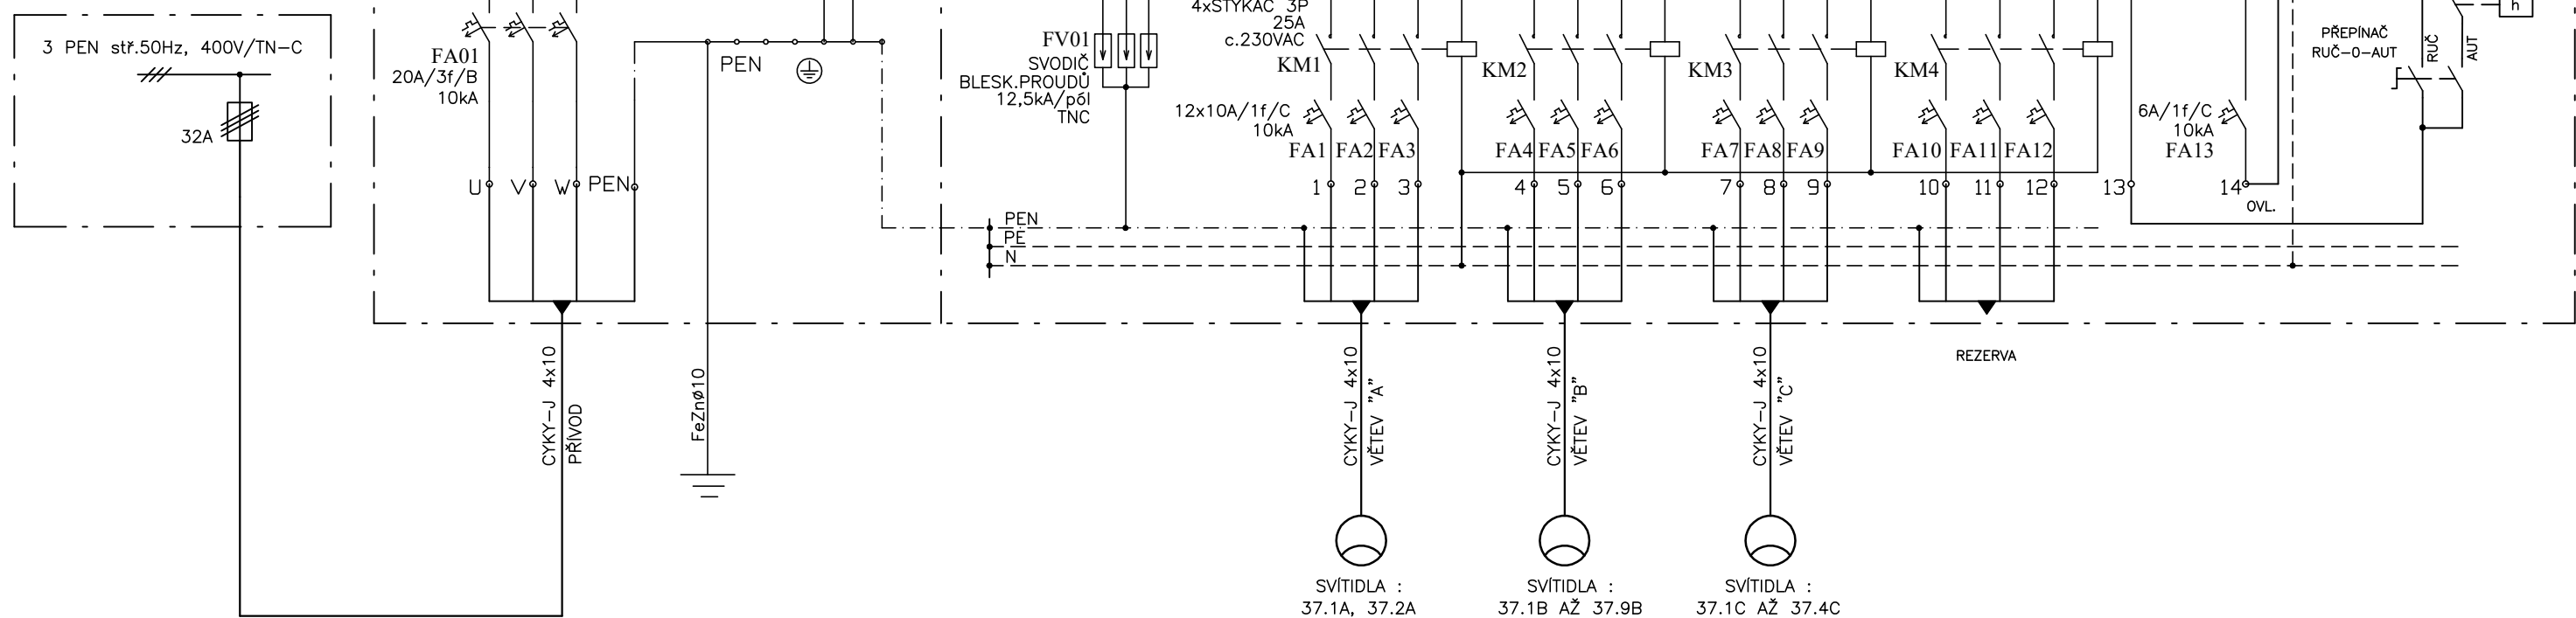 3 PEN stř.50Hz, 400V/TN-C
32A
FA01
20A/3f/B
10kA
U
V
W
PEN
PEN
CYKY-J 4x10
PŘÍVOD
FeZnø10
FV01
SVODIČ
BLESK.PROUDŮ
12,5kA/pól
TNC
4xSTYKAČ 3P
25A
c.230VAC
KM1
KM2
KM3
KM4
12x10A/1f/C
10kA
FA1
FA2
FA3
FA4
FA5
FA6
FA7
FA8
FA9
FA10
FA11
FA12
6A/1f/C
10kA
FA13
1
2
3
4
5
6
7
8
9
10
11
12
13
14
OVL.
PEN
PE
N
PŘEPÍNAČ
RUČ-0-AUT
RUČ
AUT
h
REZERVA
CYKY-J 4x10
VĚTEV "A"
CYKY-J 4x10
VĚTEV "B"
CYKY-J 4x10
VĚTEV "C"
SVÍTIDLA :
37.1A, 37.2A
SVÍTIDLA :
37.1B AŽ 37.9B
SVÍTIDLA :
37.1C AŽ 37.4C